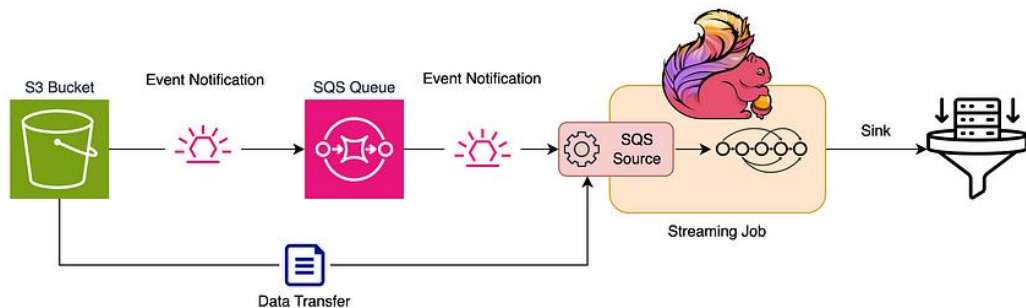 S3 Bucket
Event Notification
SQS Queue
Event Notification
SQS
Source
Sink
Streaming Job
Data Transfer